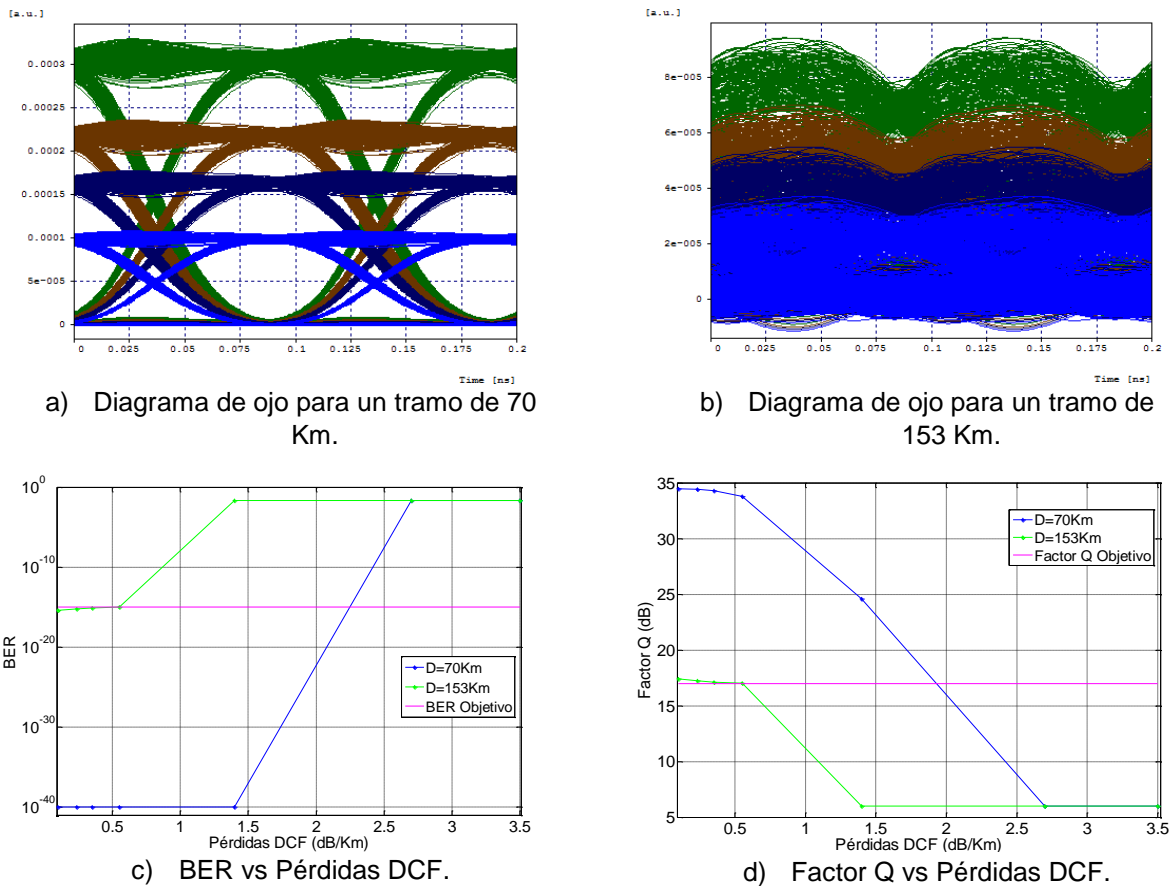 [a.u.]
0.0003
0.00025
0.0002
0.00015
0.0001
5e-005
0
0 0.025 0.05 0.075 0.1 0.125 0.15 0.175 0.2
Time [ns]
a) Diagrama de ojo para un tramo de 70
Km.
[a.u.]
8e-005
6e-005
4e-005
2e-005
0
0 0.025 0.05 0.075 0.1 0.125 0.15 0.175 0.2
Time [ns]
b) Diagrama de ojo para un tramo de
153 Km.
10^0
10^-10
10^-20
10^-30
10^-40
BER
D=70Km
D=153Km
BER Objetivo
0.5 1 1.5 2 2.5 3 3.5
Pérdidas DCF (dB/Km)
c) BER vs Pérdidas DCF.
35
30
25
20
15
10
5
Factor Q (dB)
D=70Km
D=153Km
Factor Q Objetivo
0.5 1 1.5 2 2.5 3 3.5
Pérdidas DCF (dB/Km)
d) Factor Q vs Pérdidas DCF.